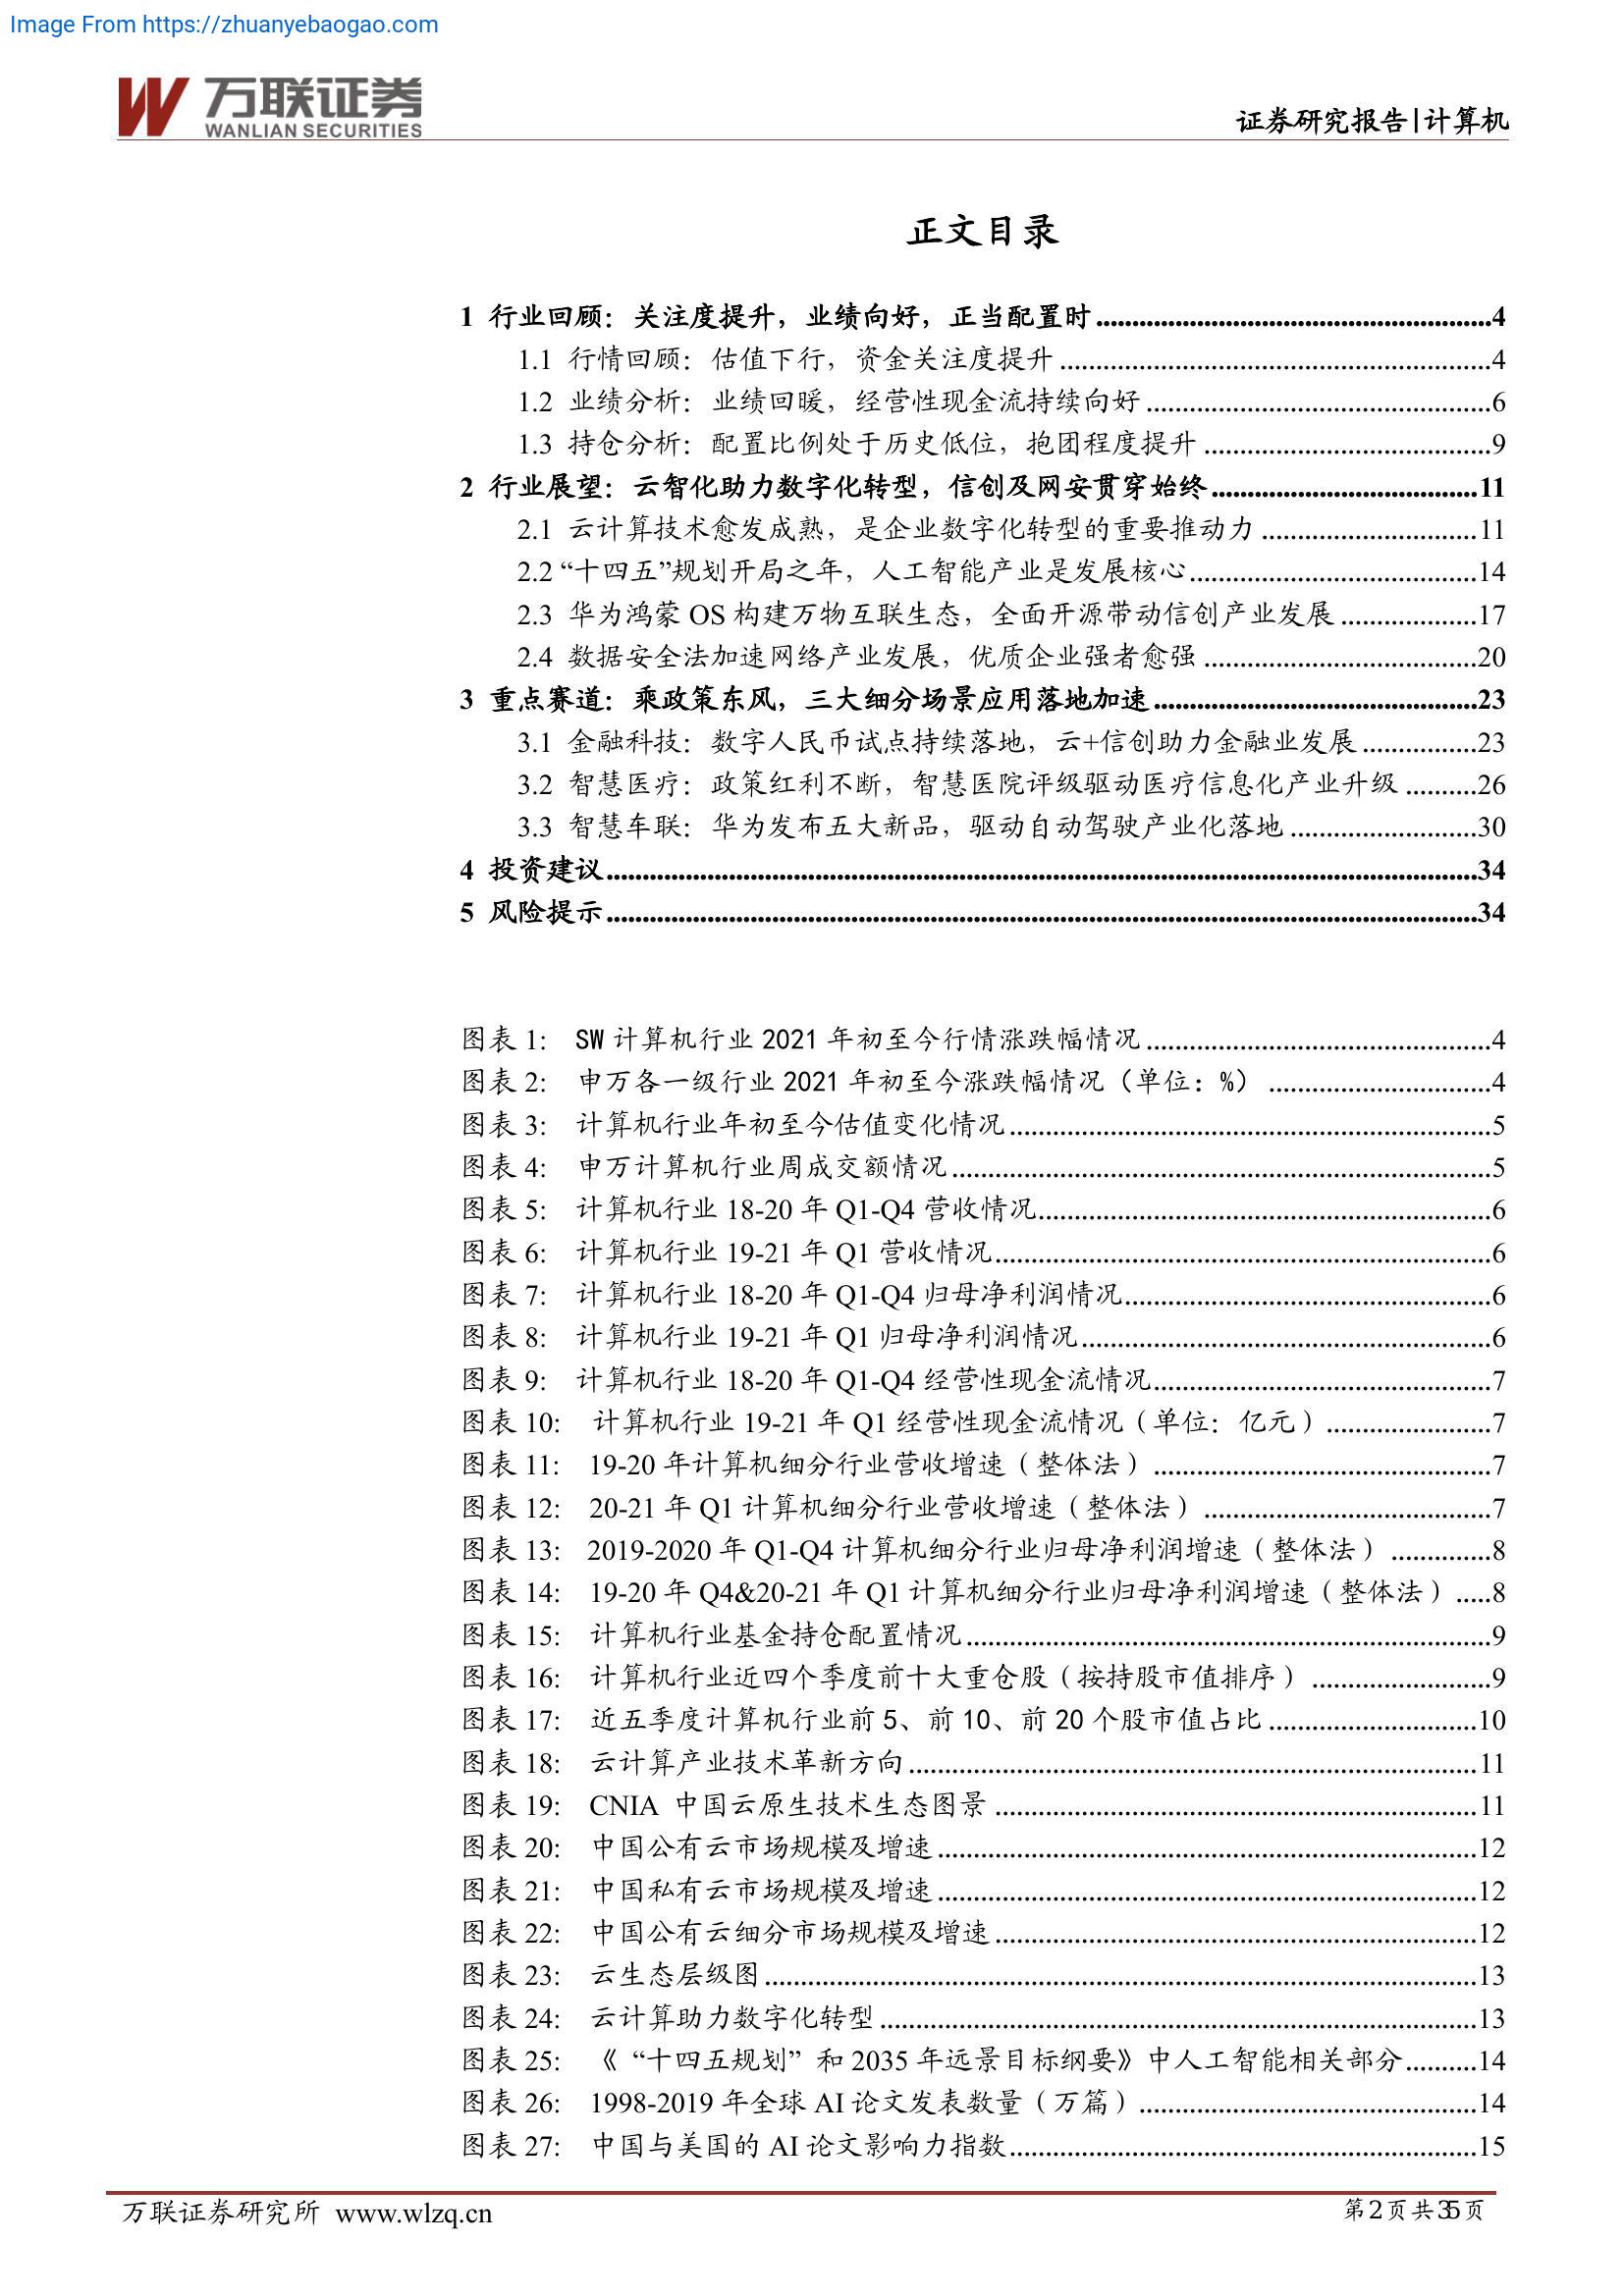 Image From https://zhuanyebaogao.com
万联证券
WANLIAN SECURITIES
证券研究报告|计算机
正文目录
1 行业回顾：关注度提升，业绩向好，正当配置时..........4
1.1 行情回顾：估值下行，资金关注度提升..........4
1.2 业绩分析：业绩回暖，经营性现金流持续向好..........6
1.3 持仓分析：配置比例处于历史低位，抱团程度提升..........9
2 行业展望：云智化助力数字化转型，信创及网安贯穿始终..........11
2.1 云计算技术愈发成熟，是企业数字化转型的重要推动力..........11
2.2 “十四五”规划开局之年，人工智能产业是发展核心..........14
2.3 华为鸿蒙 OS 构建万物互联生态，全面开源带动信创产业发展..........17
2.4 数据安全法加速网络产业发展，优质企业强者愈强..........20
3 重点赛道：乘政策东风，三大细分场景应用落地加速..........23
3.1 金融科技：数字人民币试点持续落地，云+信创助力金融业发展..........23
3.2 智慧医疗：政策红利不断，智慧医院评级驱动医疗信息化产业升级..........26
3.3 智慧车联：华为发布五大新品，驱动自动驾驶产业化落地..........30
4 投资建议..........34
5 风险提示..........34
图表 1: SW 计算机行业 2021 年初至今行情涨跌幅情况..........4
图表 2: 申万各一级行业 2021 年初至今涨跌幅情况（单位：%）..........4
图表 3: 计算机行业年初至今估值变化情况..........5
图表 4: 申万计算机行业周成交额情况..........5
图表 5: 计算机行业 18-20 年 Q1-Q4 营收情况..........6
图表 6: 计算机行业 19-21 年 Q1 营收情况..........6
图表 7: 计算机行业 18-20 年 Q1-Q4 归母净利润情况..........6
图表 8: 计算机行业 19-21 年 Q1 归母净利润情况..........6
图表 9: 计算机行业 18-20 年 Q1-Q4 经营性现金流情况..........7
图表 10: 计算机行业 19-21 年 Q1 经营性现金流情况（单位：亿元）..........7
图表 11: 19-20 年计算机细分行业营收增速（整体法）..........7
图表 12: 20-21 年 Q1 计算机细分行业营收增速（整体法）..........7
图表 13: 2019-2020 年 Q1-Q4 计算机细分行业归母净利润增速（整体法）..........8
图表 14: 19-20 年 Q4&20-21 年 Q1 计算机细分行业归母净利润增速（整体法）.....8
图表 15: 计算机行业基金持仓配置情况..........9
图表 16: 计算机行业近四个季度前十大重仓股（按持股市值排序）..........9
图表 17: 近五季度计算机行业前 5、前 10、前 20 个股市值占比..........10
图表 18: 云计算产业技术革新方向..........11
图表 19: CNIA 中国云原生技术生态图景..........11
图表 20: 中国公有云市场规模及增速..........12
图表 21: 中国私有云市场规模及增速..........12
图表 22: 中国公有云细分市场规模及增速..........12
图表 23: 云生态层级图..........13
图表 24: 云计算助力数字化转型..........13
图表 25: 《 “十四五规划” 和 2035 年远景目标纲要》中人工智能相关部分..........14
图表 26: 1998-2019 年全球 AI 论文发表数量（万篇）..........14
图表 27: 中国与美国的 AI 论文影响力指数..........15
万联证券研究所 www.wlzq.cn
第 2 页 共 35 页